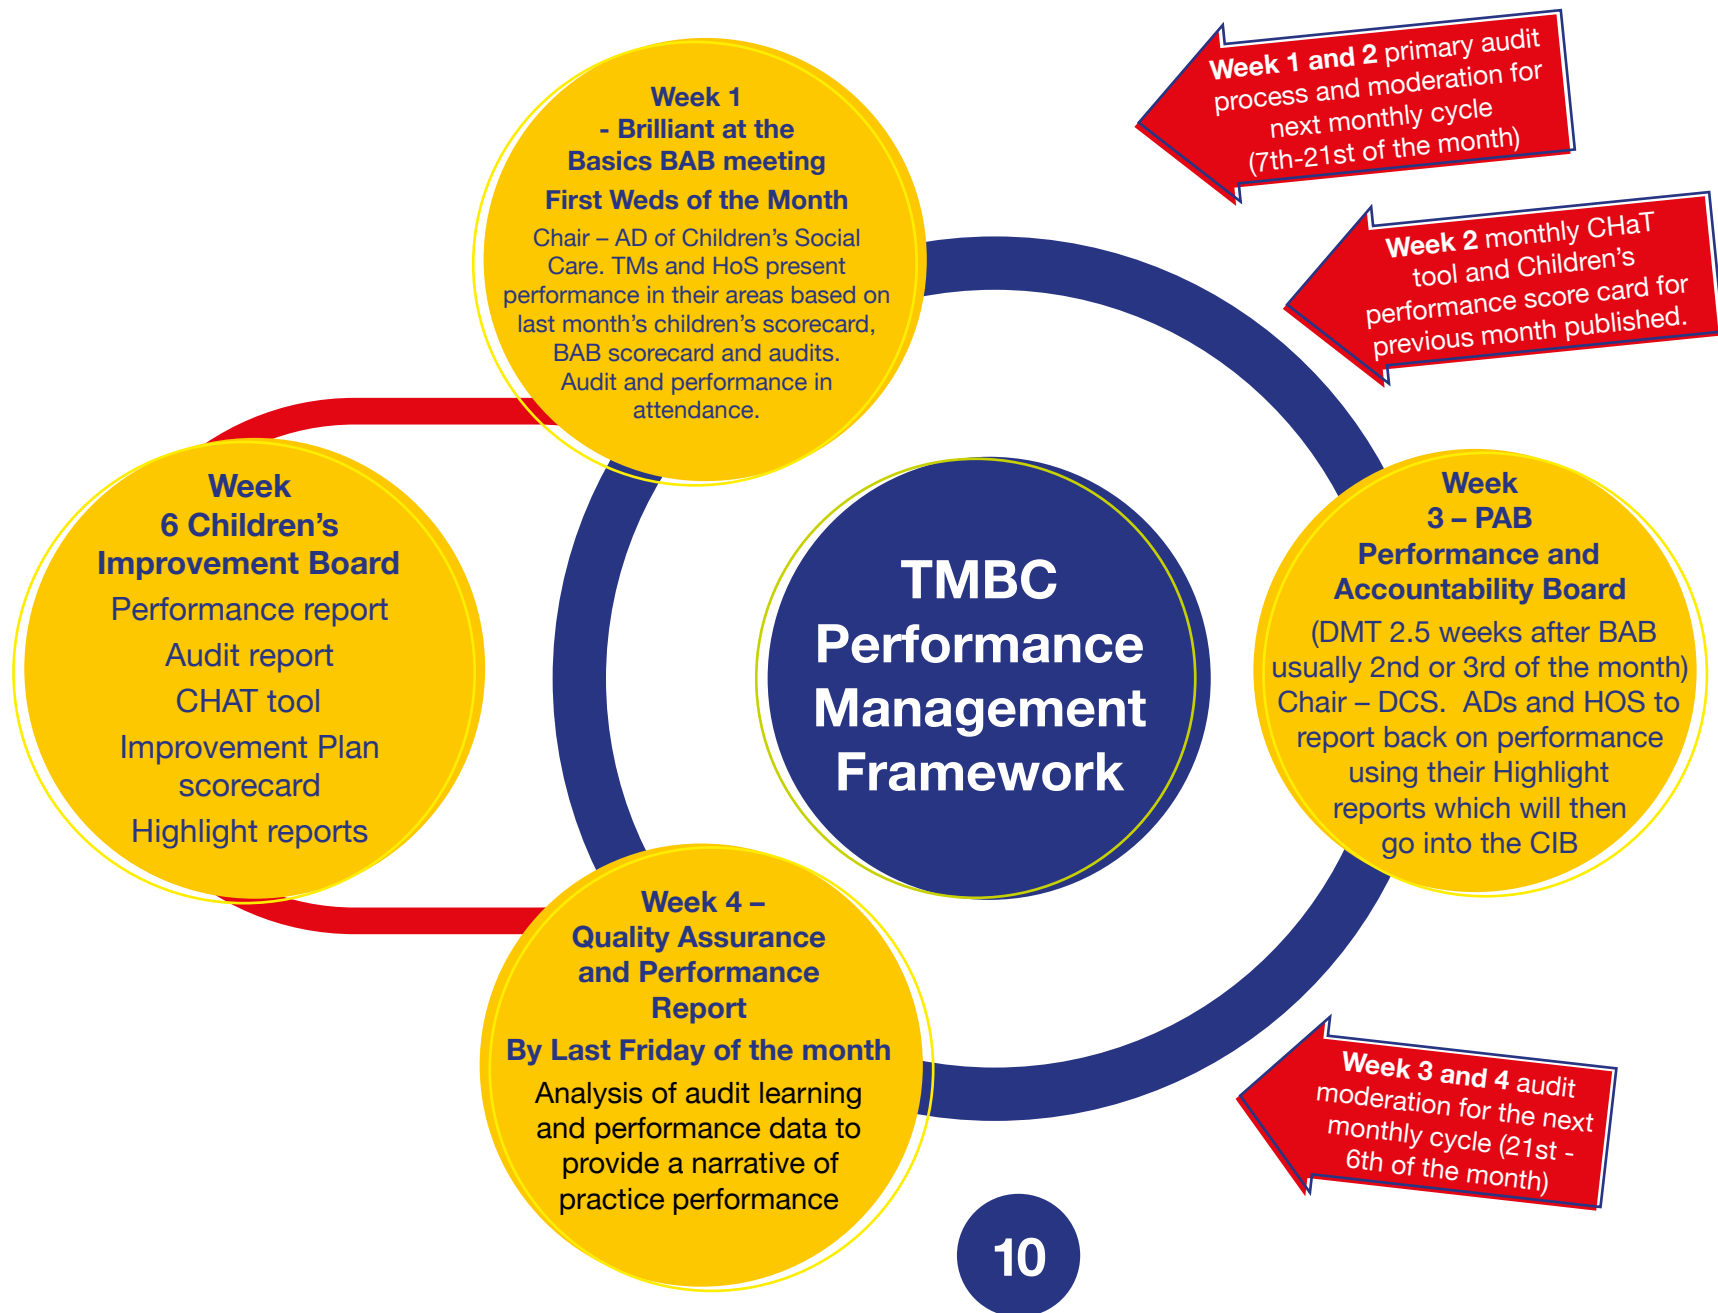 Week 1
- Brilliant at the
Basics BAB meeting
First Weds of the Month
Chair – AD of Children's Social
Care. TMs and HoS present
performance in their areas based on
last month's children's scorecard,
BAB scorecard and audits.
Audit and performance in
attendance.
Week 1 and 2 primary audit
process and moderation for
next monthly cycle
(7th-21st of the month)
Week 2 monthly CHaT
tool and Children's
performance score card for
previous month published.
Week
3 – PAB
Performance and
Accountability Board
(DMT 2.5 weeks after BAB
usually 2nd or 3rd of the month)
Chair – DCS.  ADs and HOS to
report back on performance
using their Highlight
reports which will then
go into the CIB
Week 3 and 4 audit
moderation for the next
monthly cycle (21st -
6th of the month)
Week 4 –
Quality Assurance
and Performance
Report
By Last Friday of the month
Analysis of audit learning
and performance data to
provide a narrative of
practice performance
Week
6 Children's
Improvement Board
Performance report
Audit report
CHAT tool
Improvement Plan
scorecard
Highlight reports
TMBC
Performance
Management
Framework
10